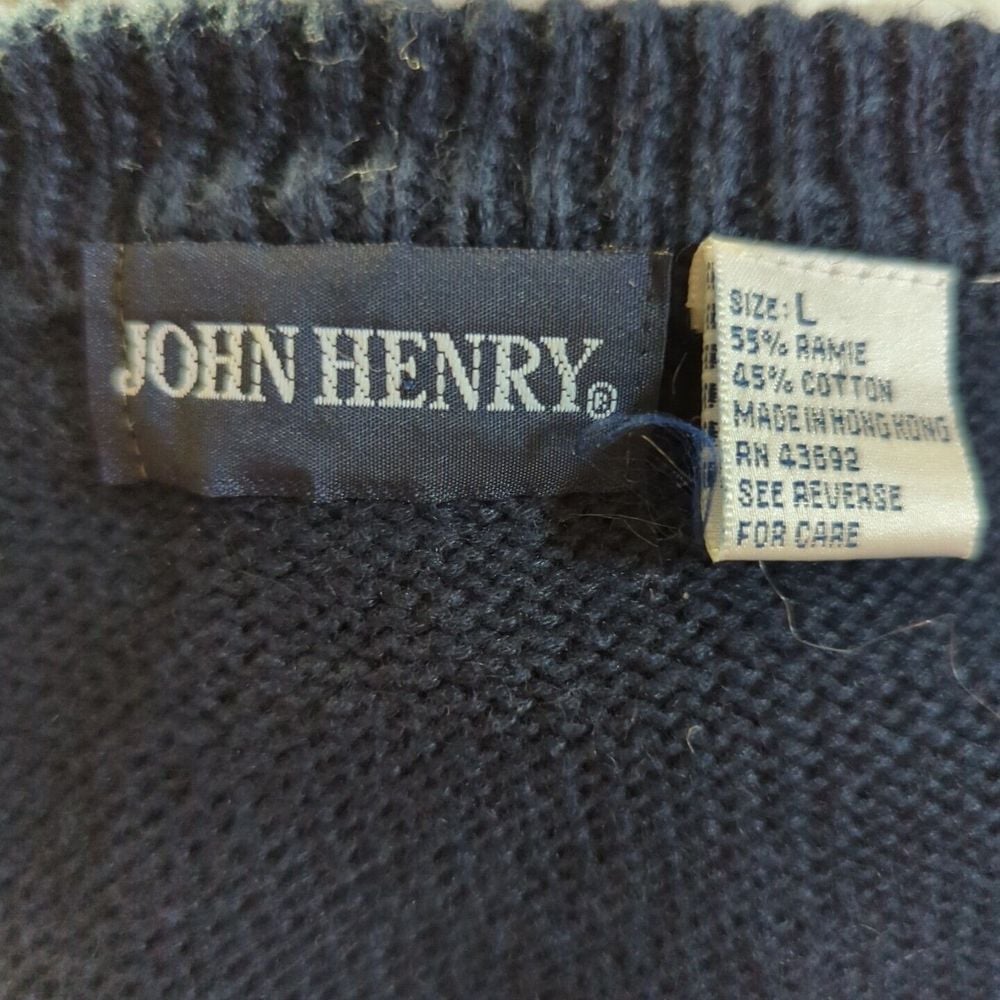 JOHN HENRY®
SIZE: L
55% RAMIE
45% COTTON
MADE IN HONG KONG
RN 43692
SEE REVERSE
FOR CARE